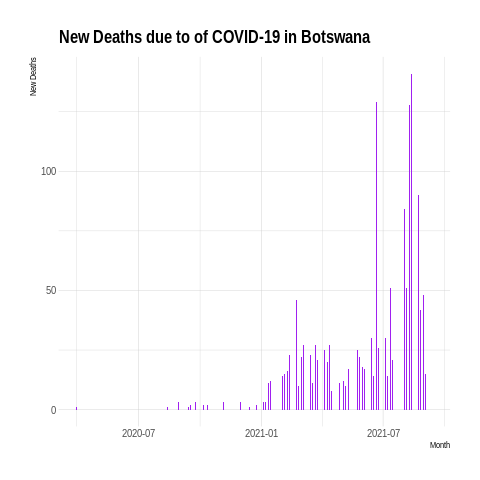 New Deaths due to of COVID-19 in Botswana
New Deaths
100
50
0
2020-07 2021-01 2021-07
Month